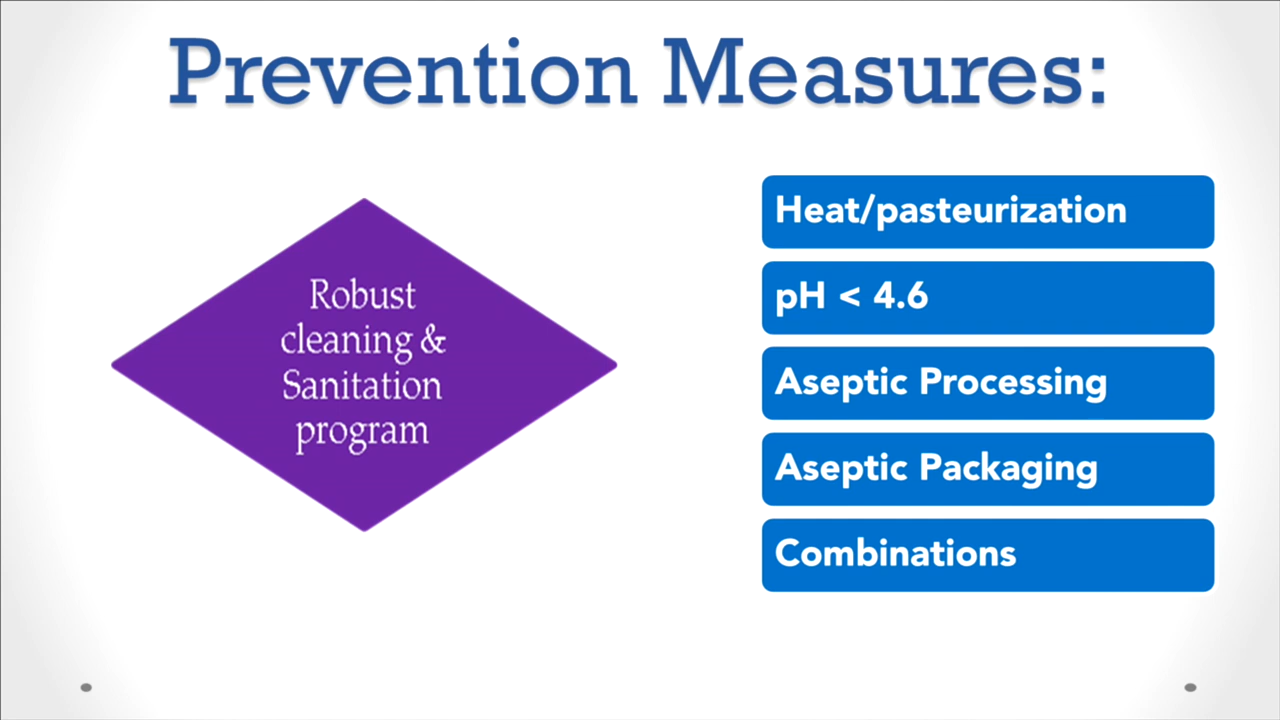 Prevention Measures:
Robust
cleaning &
Sanitation
program
Heat/pasteurization
pH < 4.6
Aseptic Processing
Aseptic Packaging
Combinations